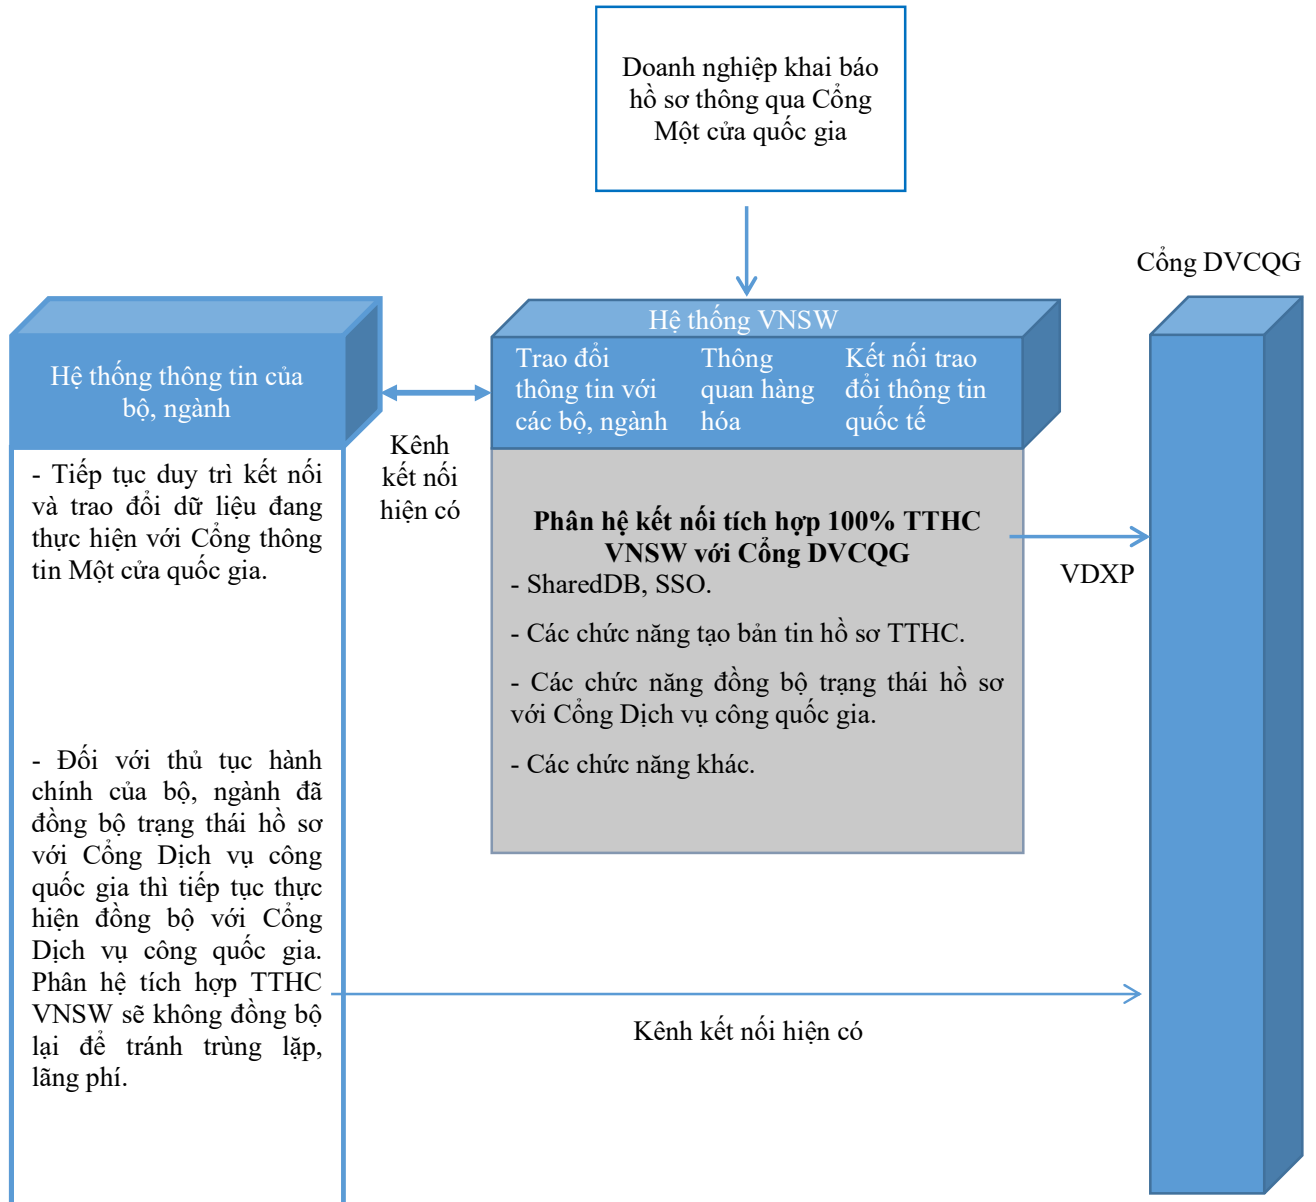 Doanh nghiệp khai báo
hồ sơ thông qua Cổng
Một cửa quốc gia
Cổng DVCQG
Hệ thống VNSW
Trao đổi
thông tin với
các bộ, ngành
Thông
quan hàng
hóa
Kết nối trao
đổi thông tin
quốc tế
Hệ thống thông tin của
bộ, ngành
Kênh
kết nối
hiện có
- Tiếp tục duy trì kết nối
và trao đổi dữ liệu đang
thực hiện với Cổng thông
tin Một cửa quốc gia.
Phân hệ kết nối tích hợp 100% TTHC
VNSW với Cổng DVCQG
- SharedDB, SSO.
- Các chức năng tạo bản tin hồ sơ TTHC.
- Các chức năng đồng bộ trạng thái hồ sơ
với Cổng Dịch vụ công quốc gia.
- Các chức năng khác.
VDXP
- Đối với thủ tục hành
chính của bộ, ngành đã
đồng bộ trạng thái hồ sơ
với Cổng Dịch vụ công
quốc gia thì tiếp tục thực
hiện đồng bộ với Cổng
Dịch vụ công quốc gia.
Phân hệ tích hợp TTHC
VNSW sẽ không đồng bộ
lại để tránh trùng lặp,
lãng phí.
Kênh kết nối hiện có